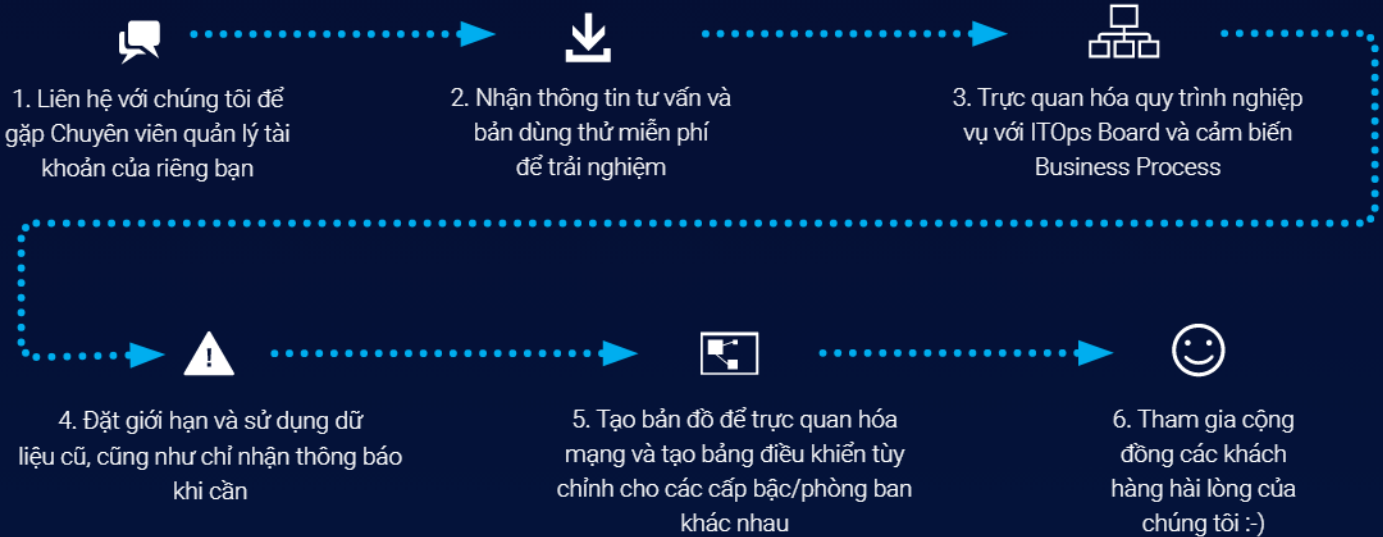 1. Liên hệ với chúng tôi để
gặp Chuyên viên quản lý tài
khoản của riêng bạn
2. Nhận thông tin tư vấn và
bản dùng thử miễn phí
để trải nghiệm
3. Trực quan hóa quy trình nghiệp
vụ với ITOps Board và cảm biến
Business Process
4. Đặt giới hạn và sử dụng dữ
liệu cũ, cũng như chỉ nhận thông báo
khi cần
5. Tạo bản đồ để trực quan hóa
mạng và tạo bảng điều khiển tùy
chỉnh cho các cấp bậc/phòng ban
khác nhau
6. Tham gia cộng
đồng các khách
hàng hài lòng của
chúng tôi :-)